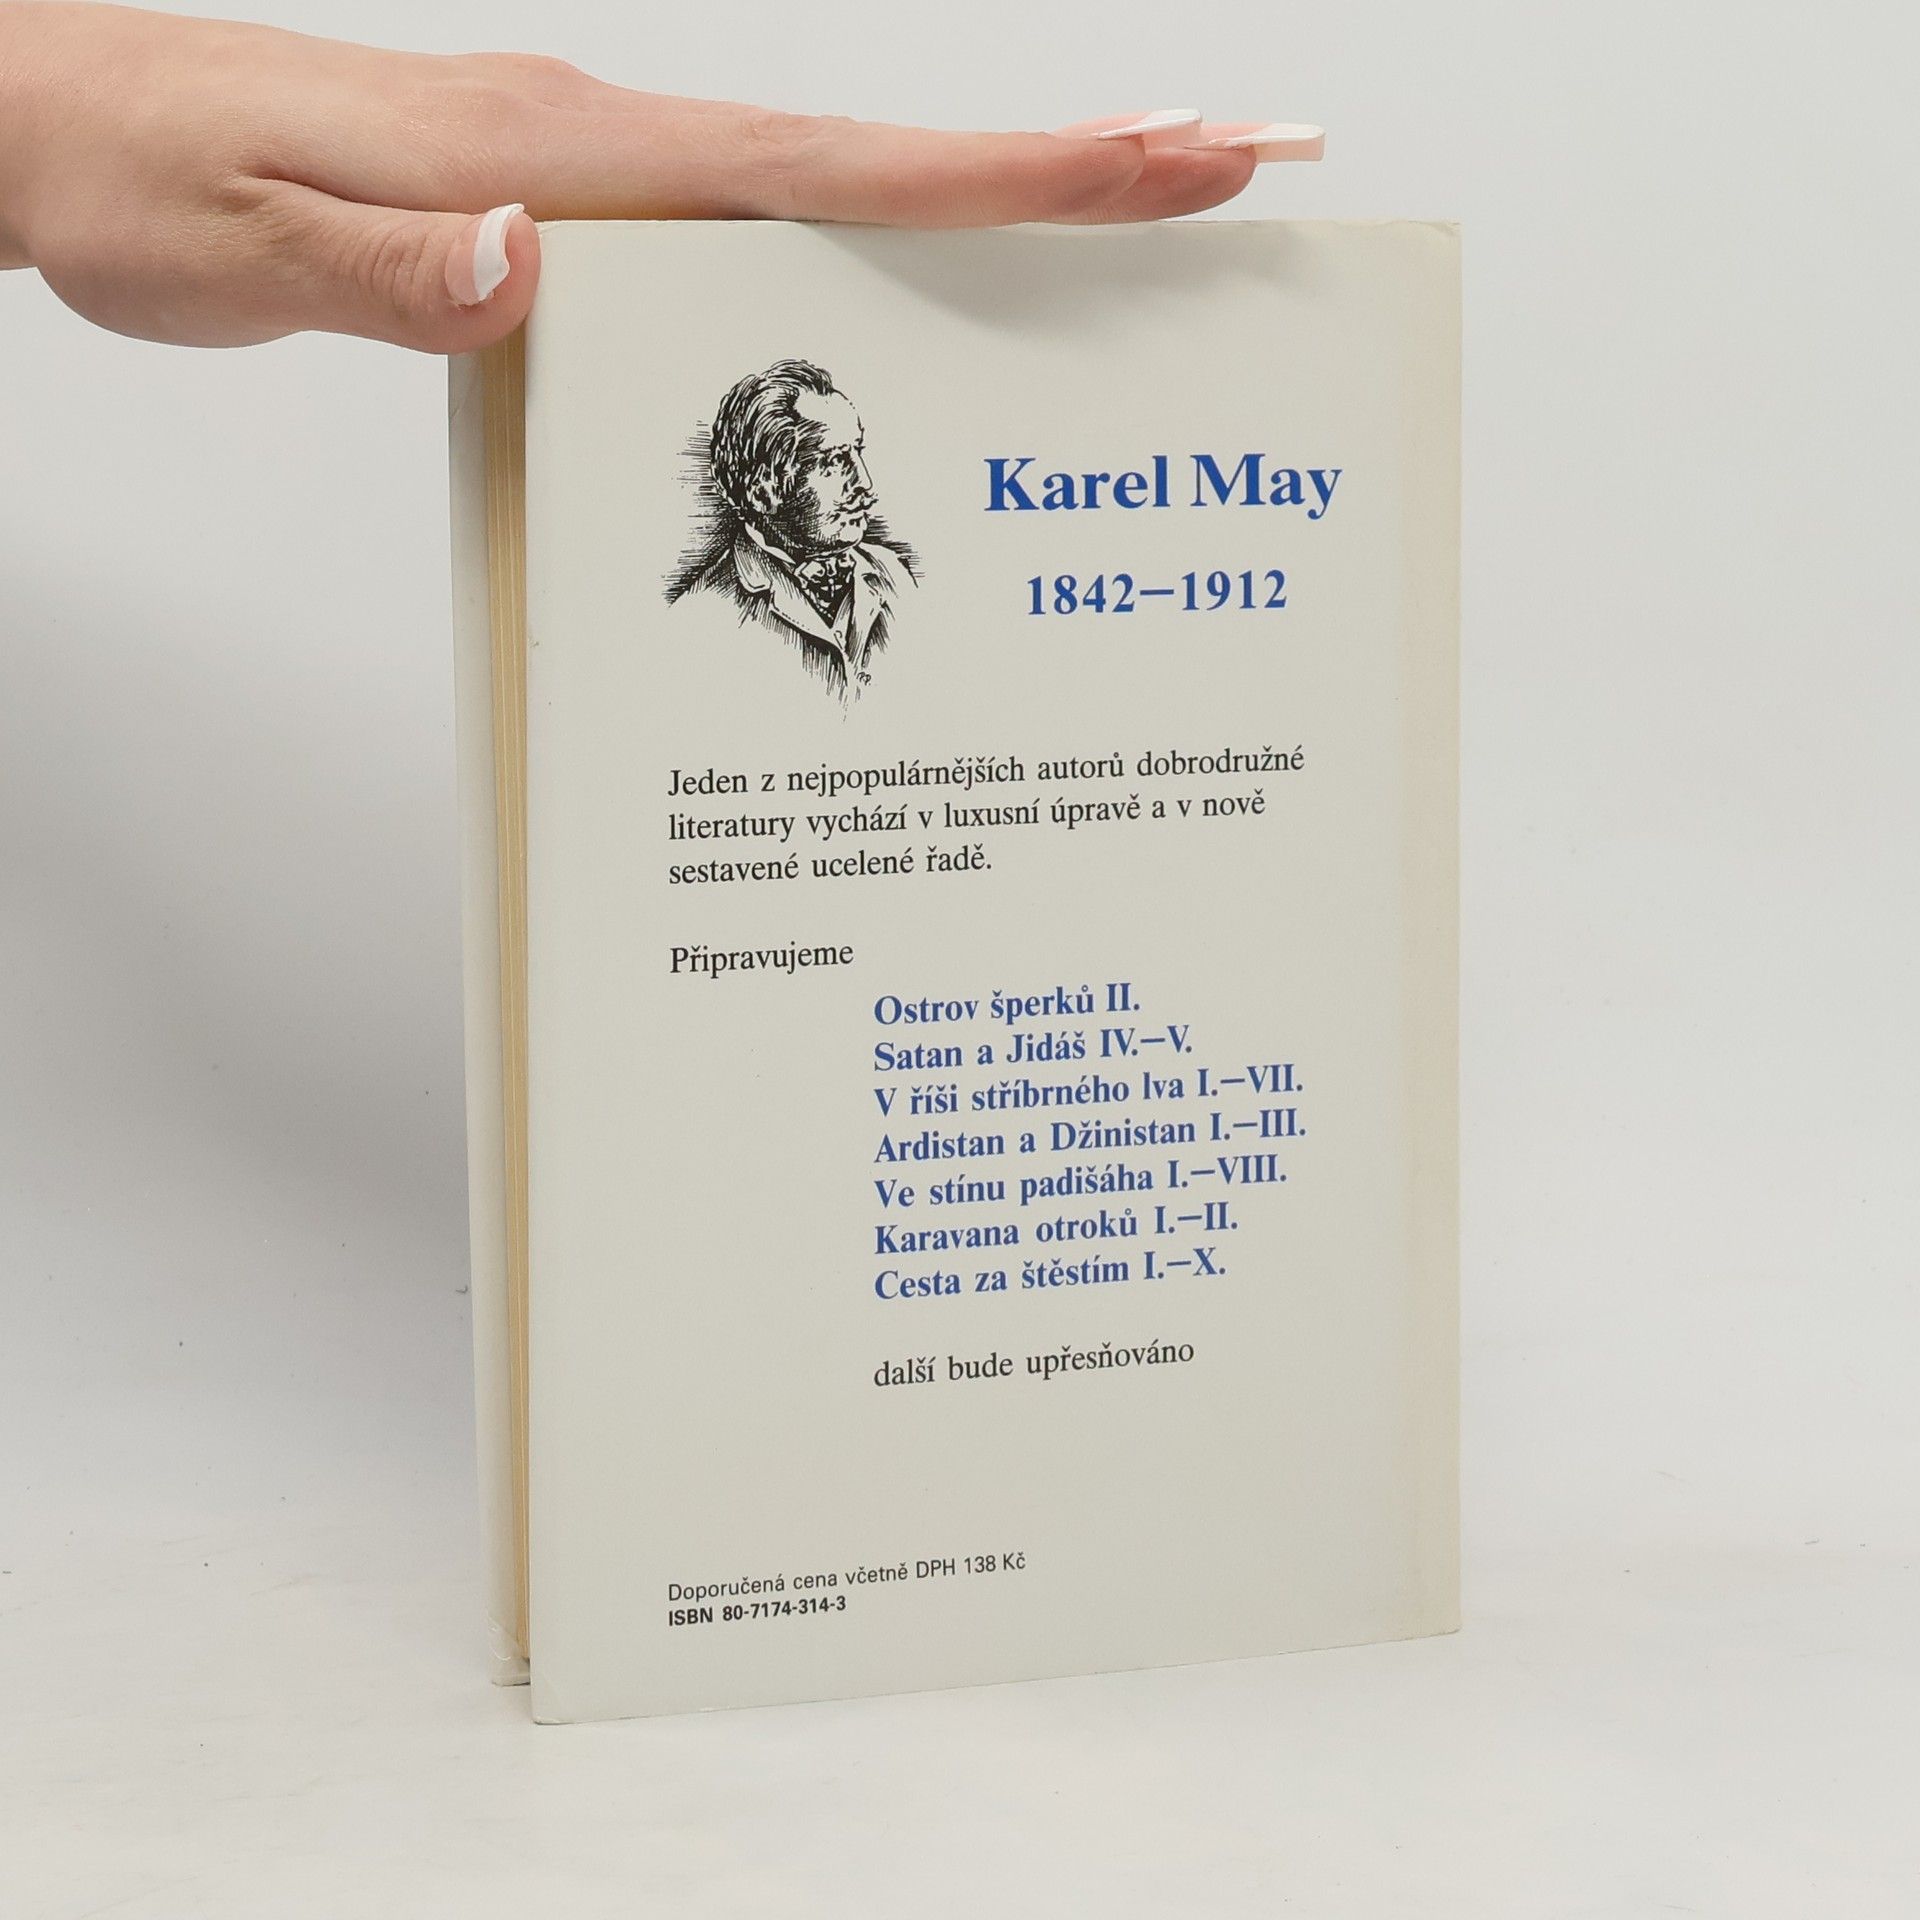 Karel May
1842–1912
P.P.
Jeden z nejpopulárnějších autorů dobrodružné
literatury vychází v luxusní úpravě a v nově
sestavené ucelené řadě.
Připravujeme
Ostrov šperků II.
Satan a Jidáš IV.–V.
V říši stříbrného lva I.–VII.
Ardistan a Džinistan I.–III.
Ve stínu padišáha I.–VIII.
Karavana otroků I.–II.
Cesta za štěstím I.–X.
další bude upřesňováno
Doporučená cena včetně DPH 138 Kč
ISBN 80-7174-314-3